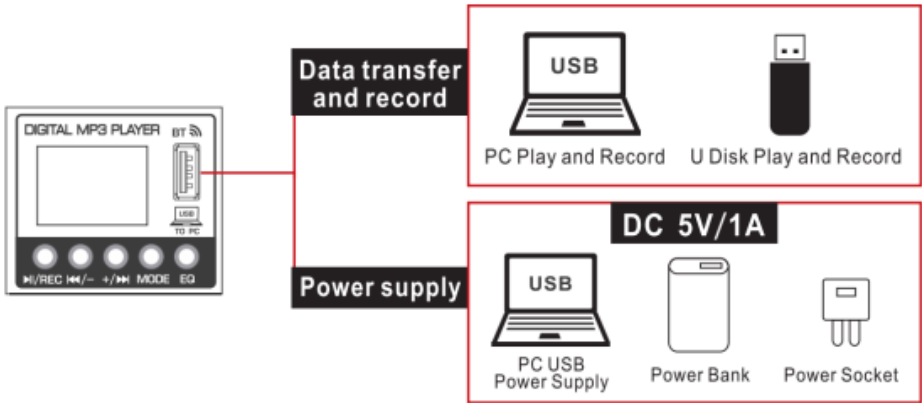 Data transfer
and record
USB
PC Play and Record
U Disk Play and Record
DIGITAL MP3 PLAYER
BT
USB
TO PC
/REC
/-
+/
MODE
EQ
Power supply
DC 5V/1A
USB
PC USB
Power Supply
Power Bank
Power Socket